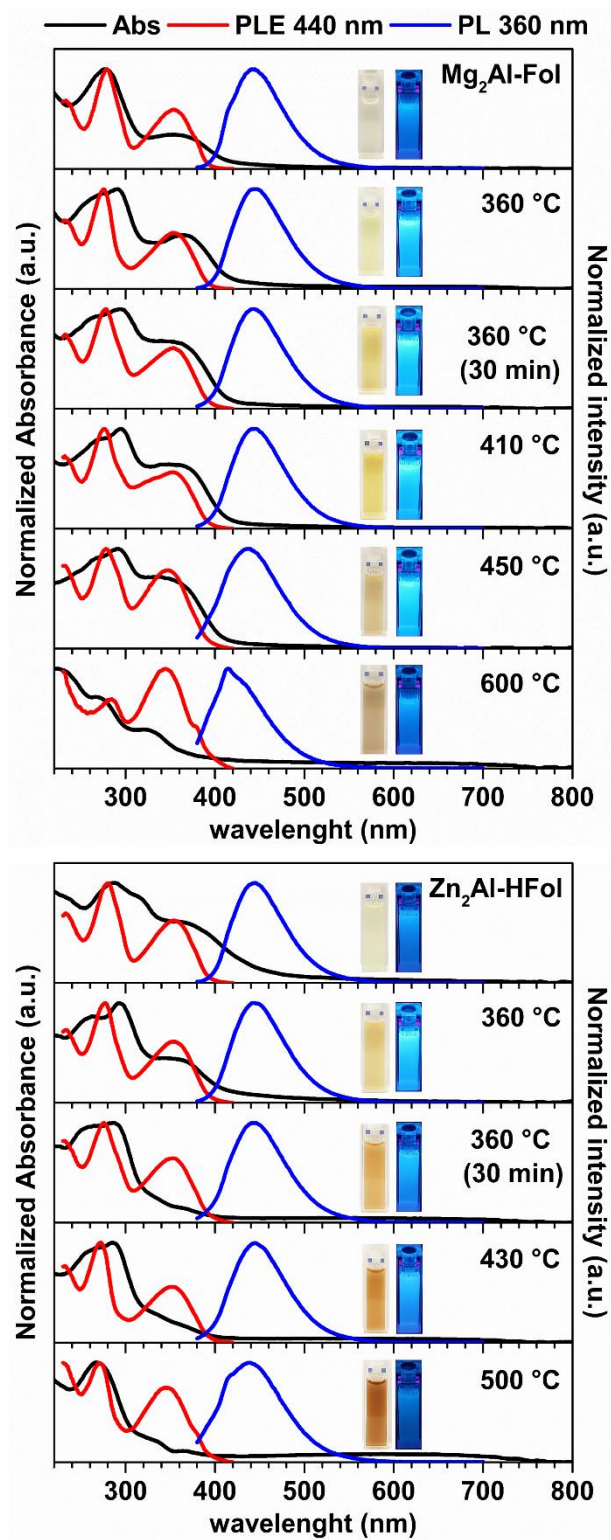 Abs PLE 440 nm PL 360 nm
Normalized Absorbance (a.u.)
Normalized intensity (a.u.)
Mg₂Al-Fol
360 °C
360 °C
(30 min)
410 °C
450 °C
600 °C
300 400 500 600 700 800
wavelenght (nm)
Normalized Absorbance (a.u.)
Normalized intensity (a.u.)
Zn₂Al-HFol
360 °C
360 °C
(30 min)
430 °C
500 °C
300 400 500 600 700 800
wavelenght (nm)